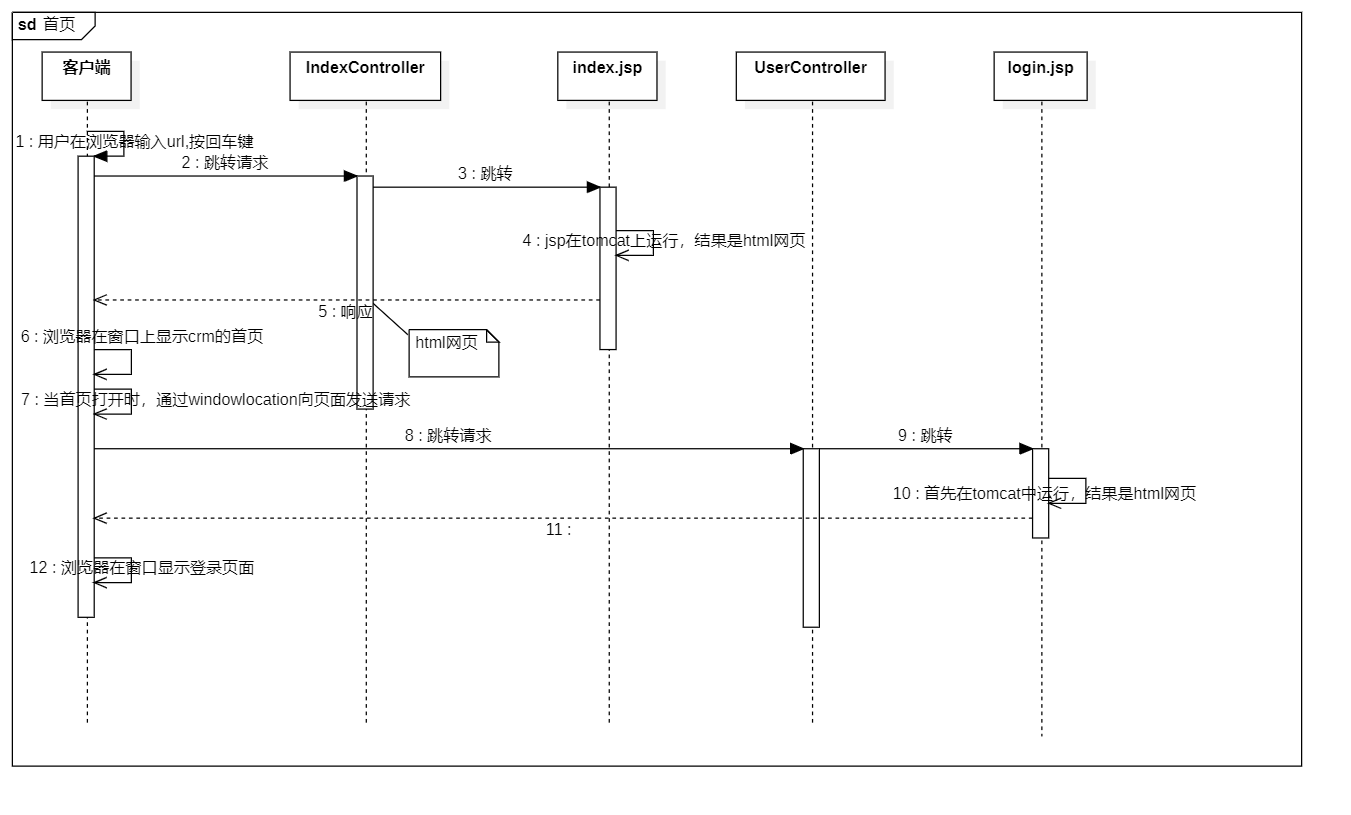 sd 首页
客户端
IndexController
index.jsp
UserController
login.jsp
1 : 用户在浏览器输入url,按回车键
2 : 跳转请求
3 : 跳转
4 : jsp在tomcat上运行，结果是html网页
5 : 响应
6 : 浏览器在窗口上显示crm的首页
html网页
7 : 当首页打开时，通过windowlocation向页面发送请求
8 : 跳转请求
9 : 跳转
10 : 首先在tomcat中运行，结果是html网页
11 :
12 : 浏览器在窗口显示登录页面